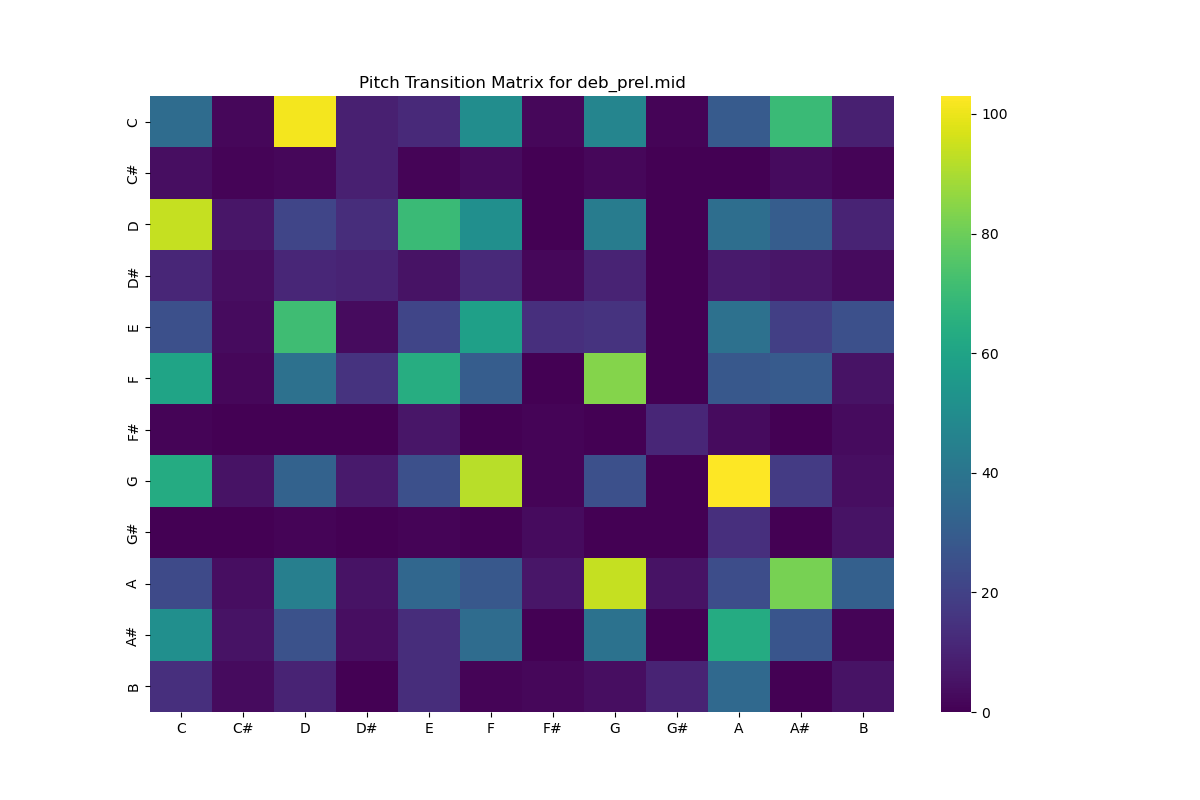 Pitch Transition Matrix for deb_prel.mid
C
C#
D
D#
E
F
F#
G
G#
A
A#
B
C C# D D# E F F# G G# A A# B
100
80
60
40
20
0